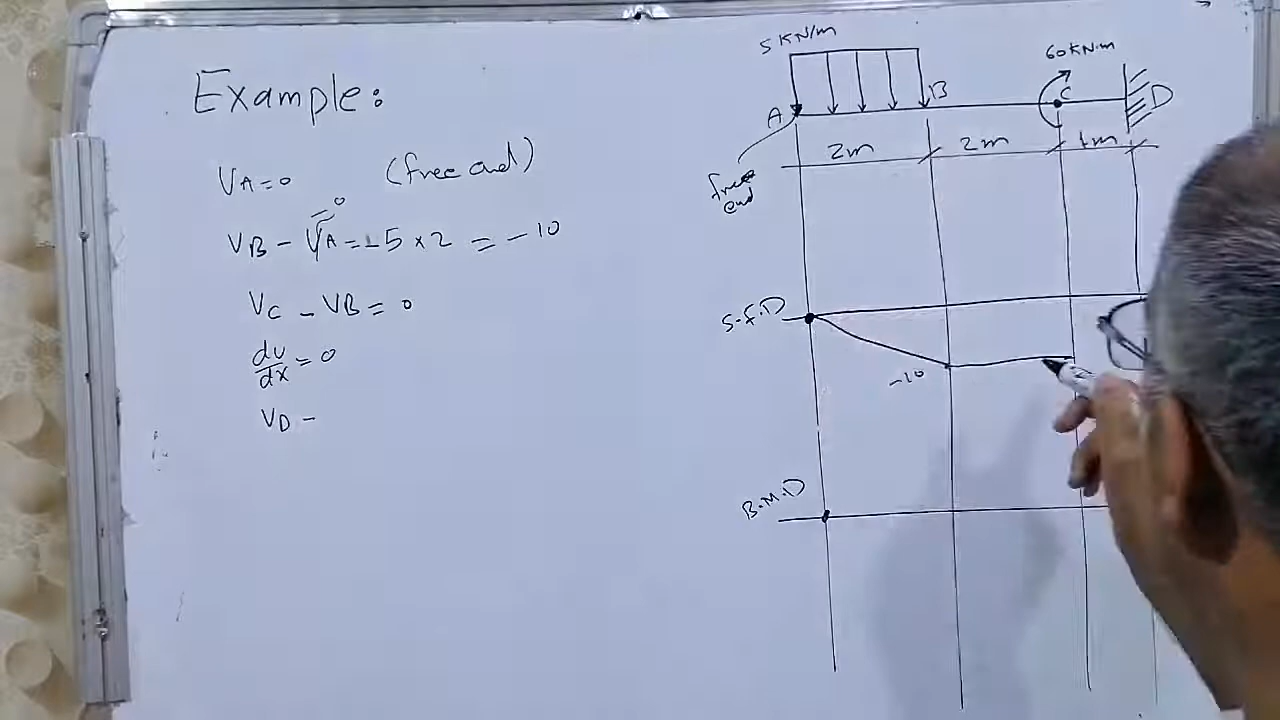 Example:
VA=0 (free end)
VB - VA = -5 × 2 = -10
=0
VC - VB = 0
dv/dx = 0
VD -
5 KN/m
60 KN.m
A B C D
2m 2m 1m
free
end
S.F.D
-10
B.M.D